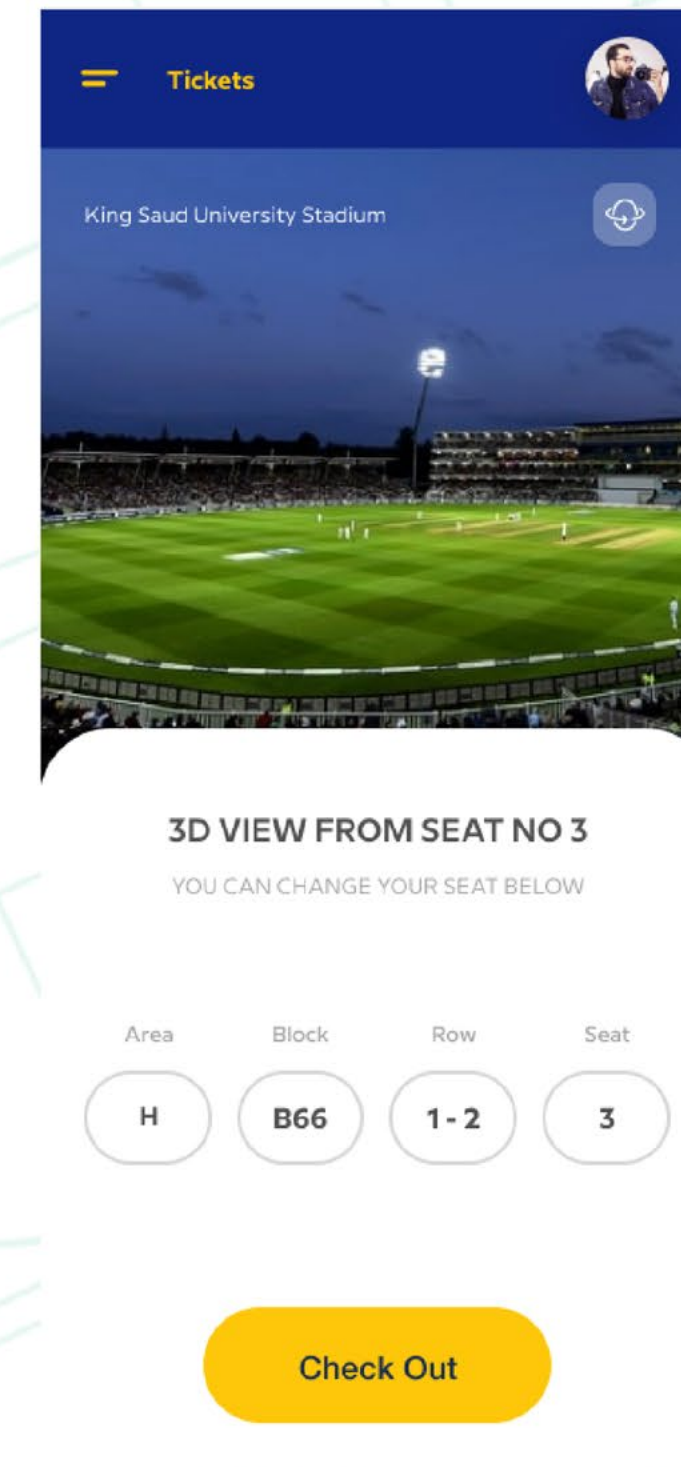 Tickets
King Saud University Stadium
3D VIEW FROM SEAT NO 3
YOU CAN CHANGE YOUR SEAT BELOW
Area Block Row Seat
H B66 1 - 2 3
Check Out